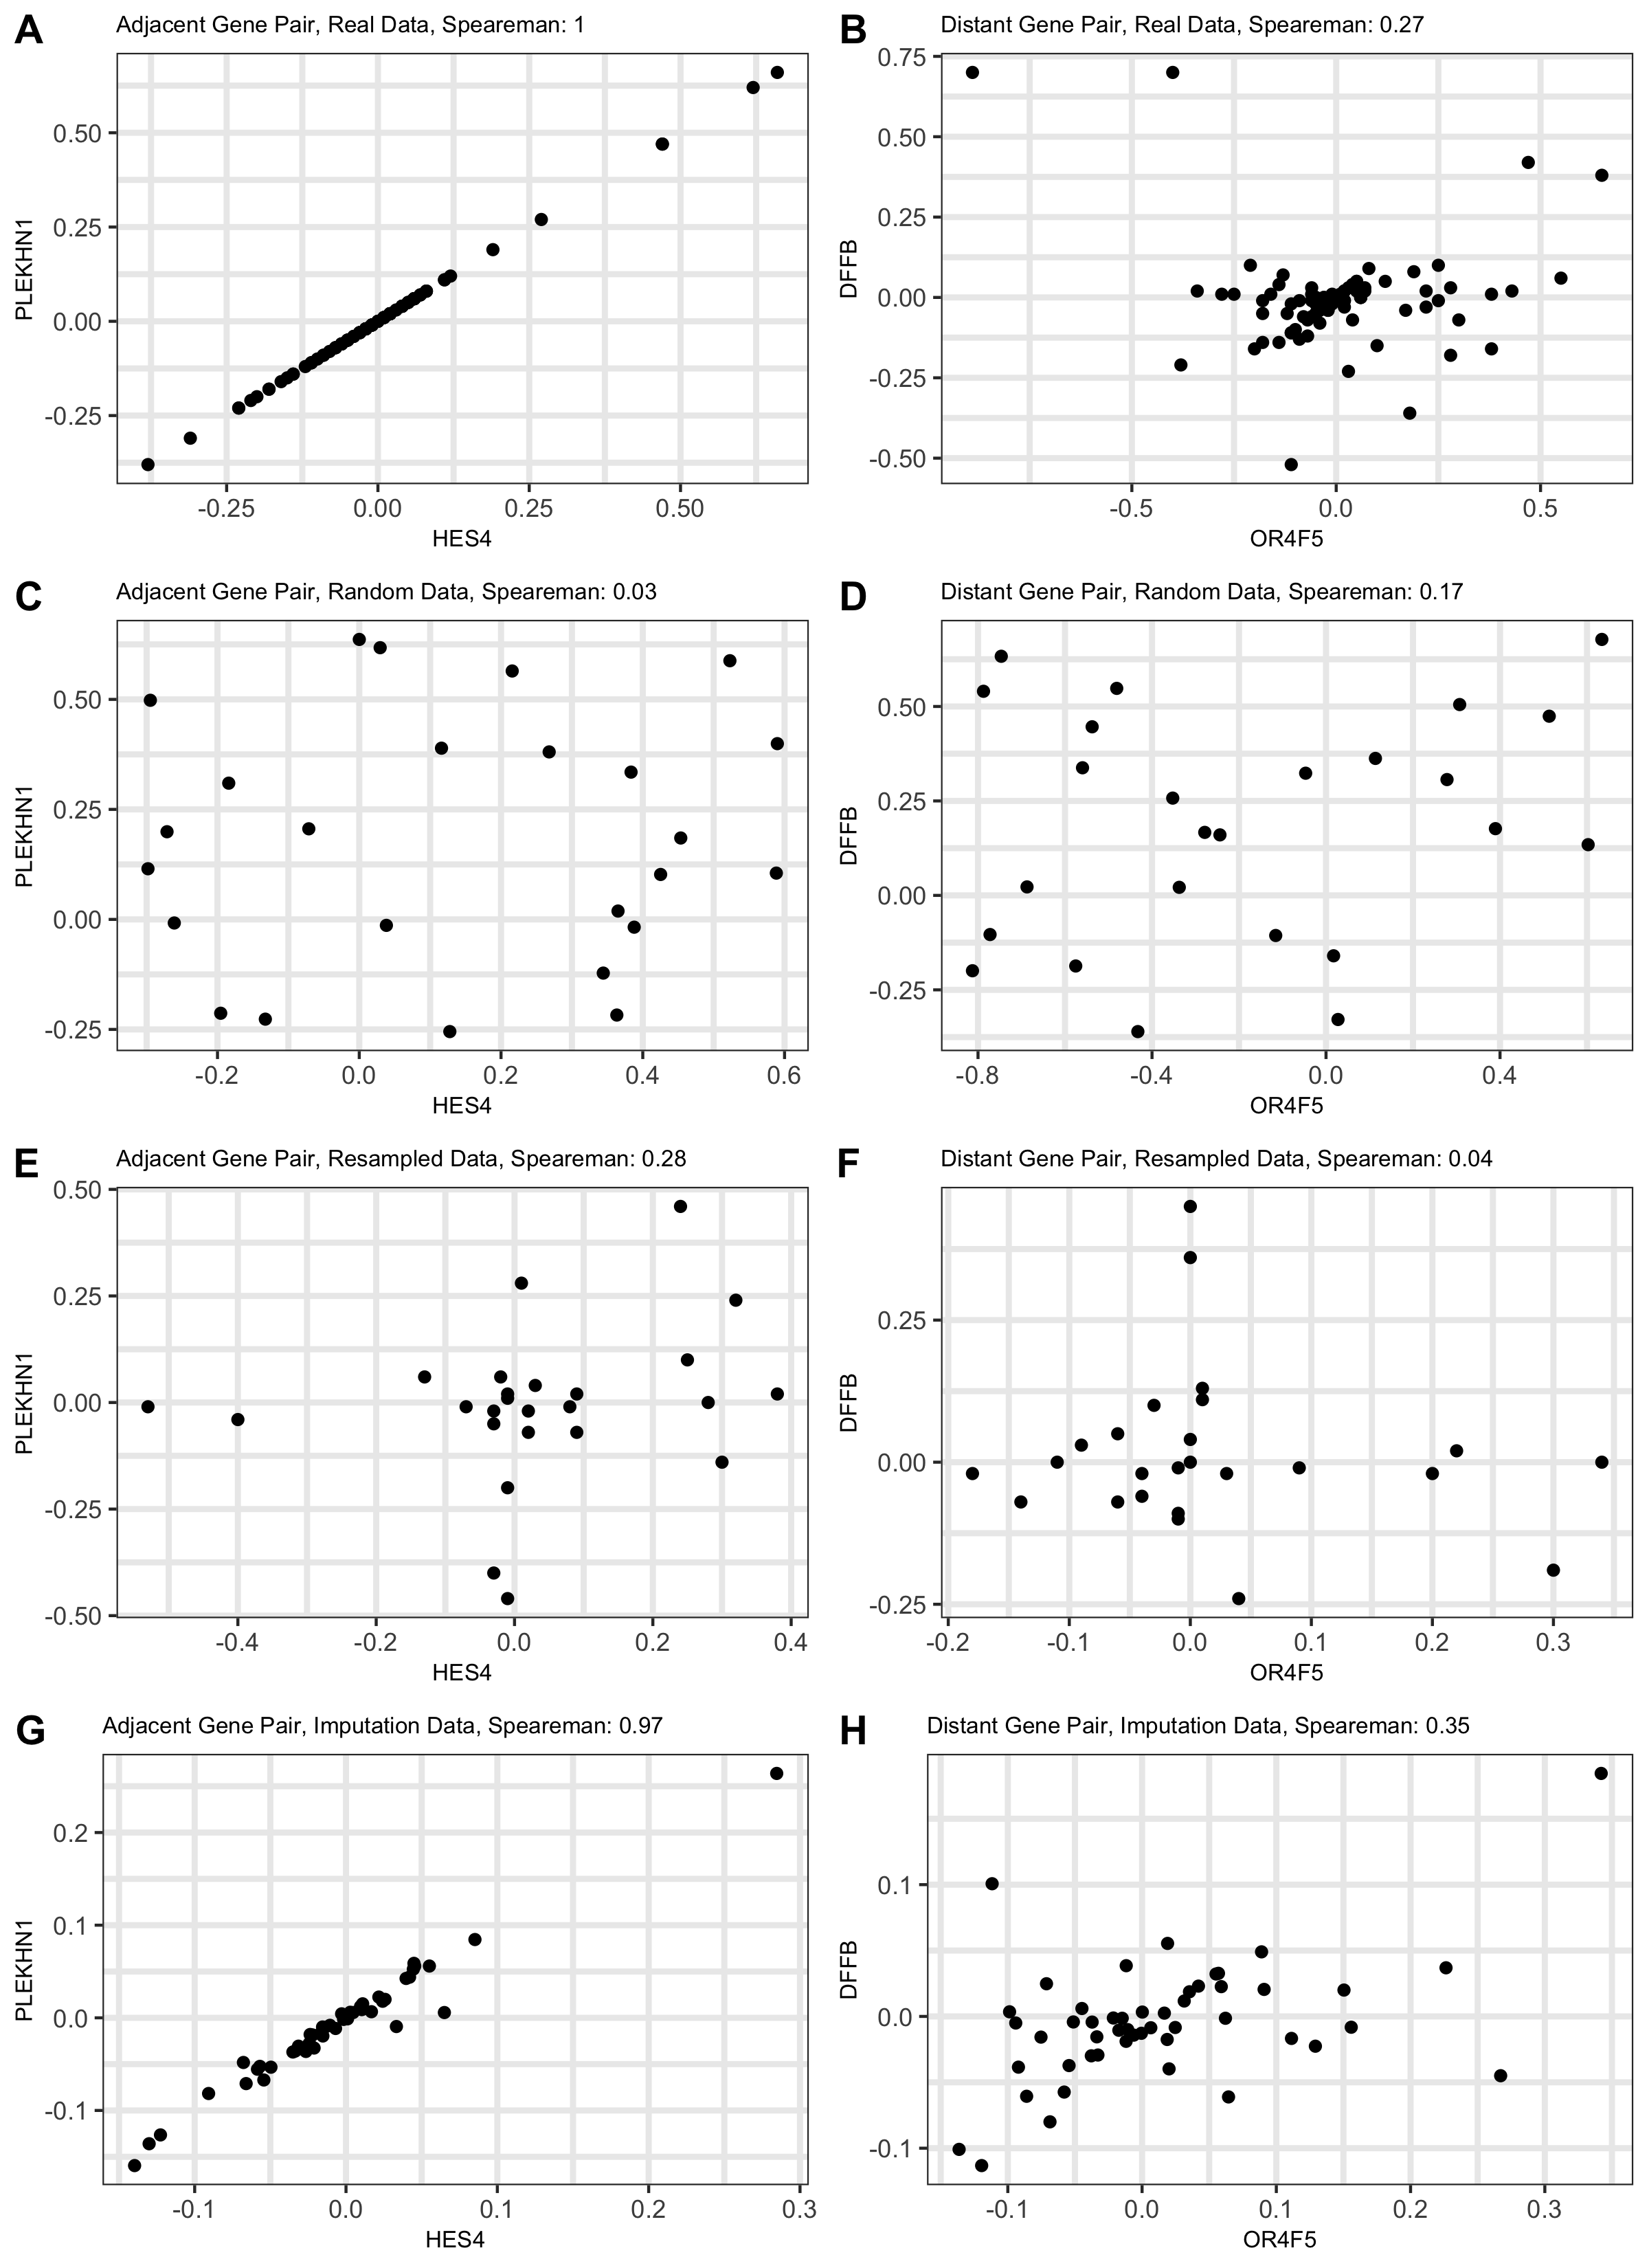 A Adjacent Gene Pair, Real Data, Speareman: 1
0.50
0.25
0.00
-0.25
PLEKHN1
-0.25 0.00 0.25 0.50
HES4
B Distant Gene Pair, Real Data, Speareman: 0.27
0.75
0.50
0.25
0.00
-0.25
-0.50
DFFB
-0.5 0.0 0.5
OR4F5
C Adjacent Gene Pair, Random Data, Speareman: 0.03
0.50
0.25
0.00
-0.25
PLEKHN1
-0.2 0.0 0.2 0.4 0.6
HES4
D Distant Gene Pair, Random Data, Speareman: 0.17
0.50
0.25
0.00
-0.25
DFFB
-0.8 -0.4 0.0 0.4
OR4F5
E Adjacent Gene Pair, Resampled Data, Speareman: 0.28
0.50
0.25
0.00
-0.25
-0.50
PLEKHN1
-0.4 -0.2 0.0 0.2 0.4
HES4
F Distant Gene Pair, Resampled Data, Speareman: 0.04
0.25
0.00
-0.25
DFFB
-0.2 -0.1 0.0 0.1 0.2 0.3
OR4F5
G Adjacent Gene Pair, Imputation Data, Speareman: 0.97
0.2
0.1
0.0
-0.1
PLEKHN1
-0.1 0.0 0.1 0.2 0.3
HES4
H Distant Gene Pair, Imputation Data, Speareman: 0.35
0.1
0.0
-0.1
DFFB
-0.1 0.0 0.1 0.2 0.3
OR4F5